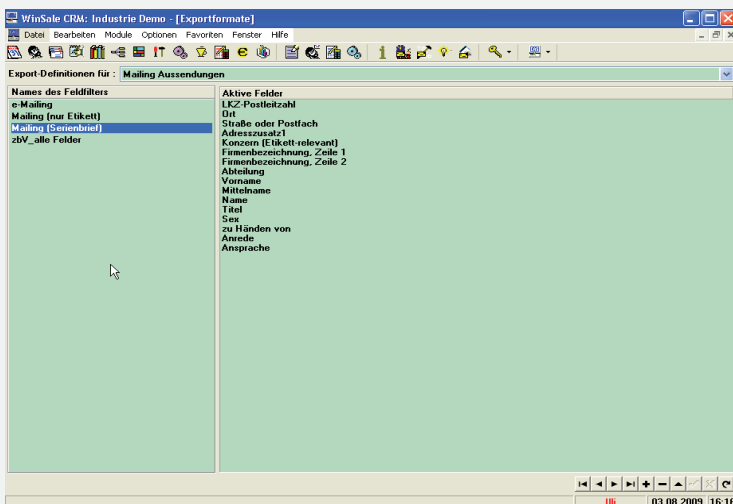 WinSale CRM: Industrie Demo - [Exportformate]
Datei Bearbeiten Module Optionen Favoriten Fenster Hilfe
Export-Definitionen für : Mailing Aussendungen
Names des Feldfilters
e-Mailing
Mailing (nur Etikett)
Mailing (Serienbrief)
zbV_alle Felder
Aktive Felder
LKZ-Postleitzahl
Ort
Straße oder Postfach
Adresszusatz1
Konzern (Etikett-relevant)
Firmenbezeichnung, Zeile 1
Firmenbezeichnung, Zeile 2
Abteilung
Vorname
Mittelname
Name
Titel
Sex
zu Händen von
Anrede
Ansprache
Uli 03.08.2009 16:16